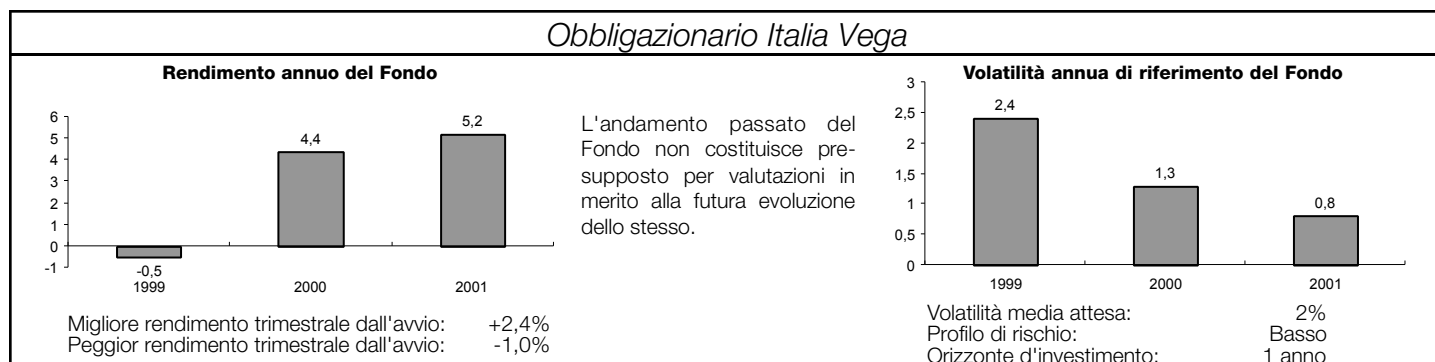 Obbligazionario Italia Vega
Rendimento annuo del Fondo
6
5
4
3
2
1
0
-1
-0,5
4,4
5,2
1999
2000
2001
Migliore rendimento trimestrale dall'avvio: +2,4%
Peggior rendimento trimestrale dall'avvio: -1,0%
L'andamento passato del
Fondo non costituisce pre-
supposto per valutazioni in
merito alla futura evoluzione
dello stesso.
Volatilità annua di riferimento del Fondo
3
2,5
2
1,5
1
0,5
0
2,4
1,3
0,8
1999
2000
2001
Volatilità media attesa: 2%
Profilo di rischio: Basso
Orizzonte d'investimento: 1 anno